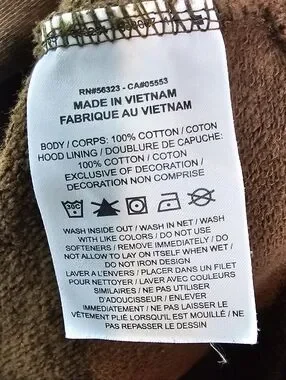 RN#56323 - CA#05553
MADE IN VIETNAM
FABRIQUE AU VIETNAM
BODY / CORPS: 100% COTTON / COTON
HOOD LINING / DOUBLURE DE CAPUCHE:
100% COTTON / COTON
EXCLUSIVE OF DECORATION /
DECORATION NON COMPRISE
WASH INSIDE OUT / WASH IN NET / WASH
WITH LIKE COLORS / DO NOT USE
SOFTENERS / REMOVE IMMEDIATELY / DO
NOT ALLOW TO LAY ON ITSELF WHEN WET /
DO NOT IRON DESIGN
LAVER A L'ENVERS / PLACER DANS UN FILET
POUR NETTOYER / LAVER AVEC COULEURS
SIMILAIRES / NE PAS UTILISER
D'ADOUCISSEUR / ENLEVER
IMMEDIATEMENT / NE PAS LAISSER LE
VÊTEMENT PLIÉ LORSQU'IL EST MOUILLÉ / NE
PAS REPASSER LE DESSIN